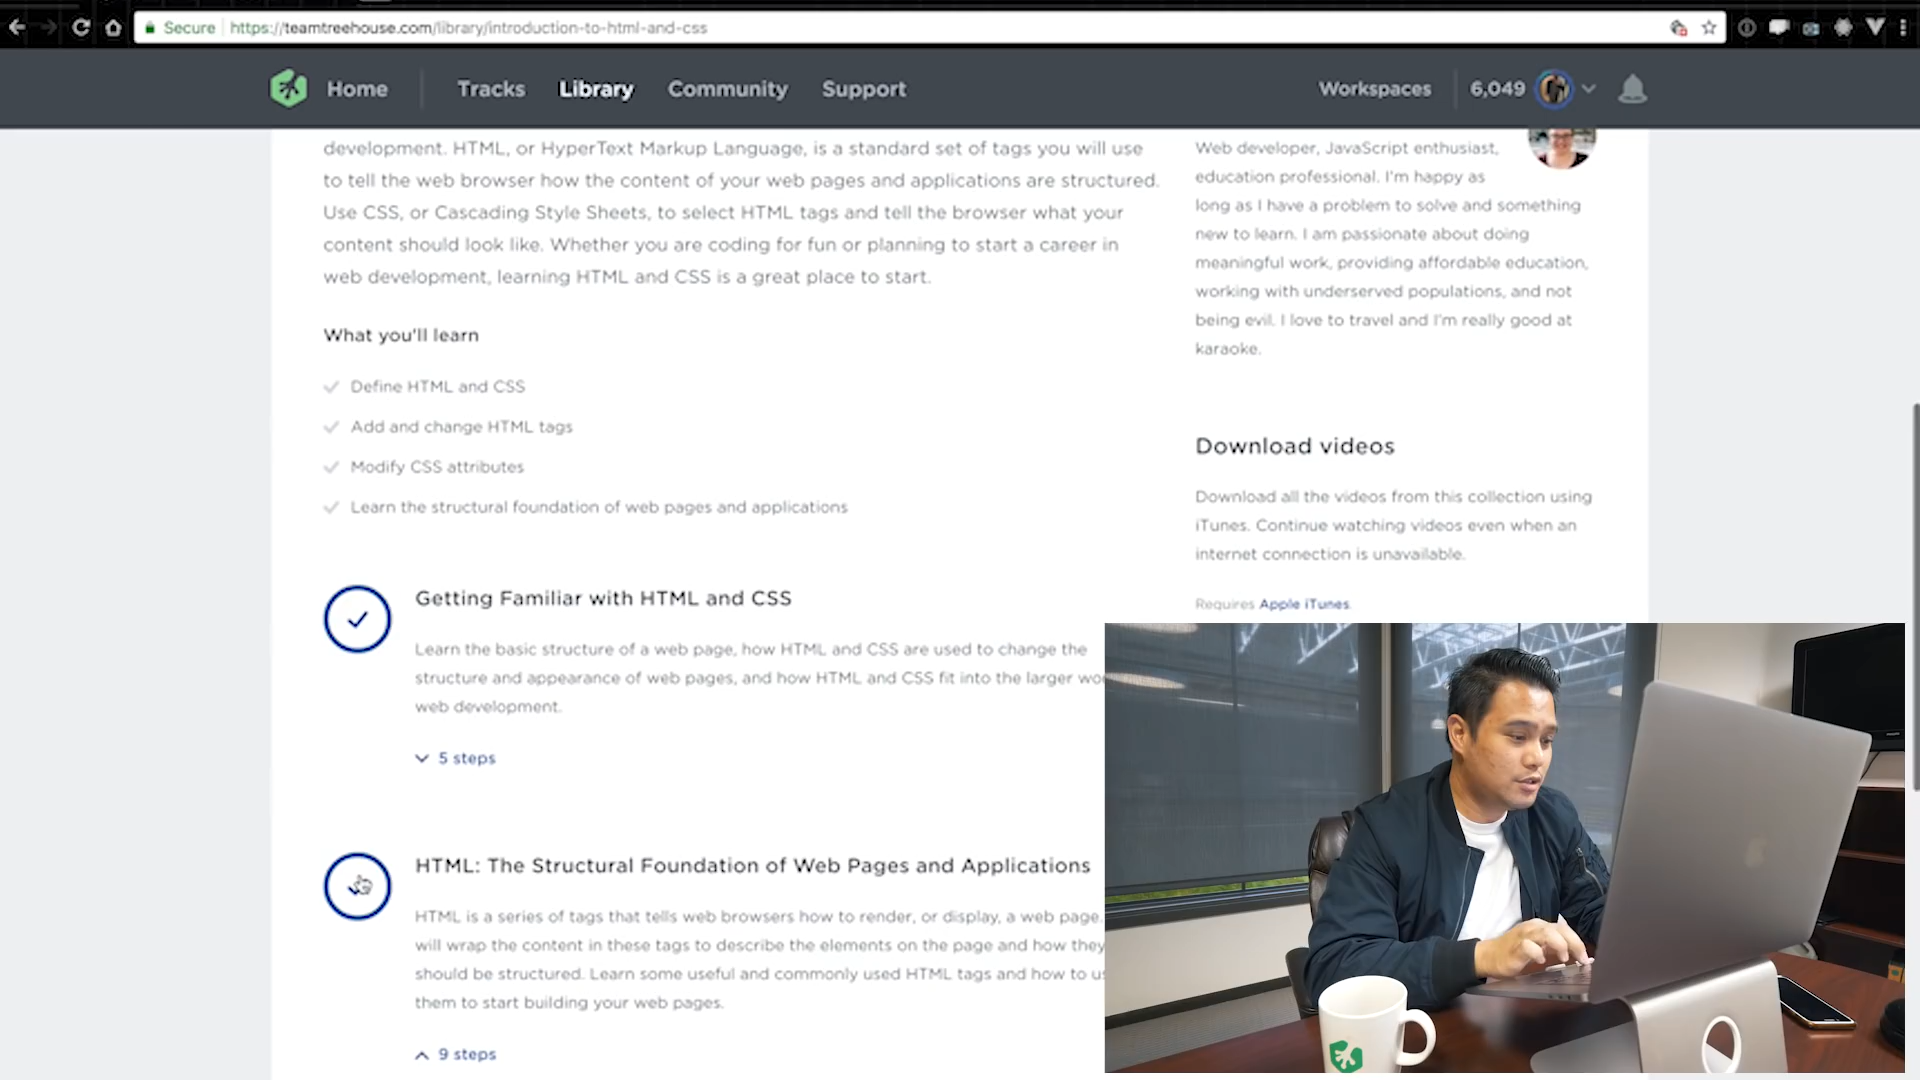 Secure https://teamtreehouse.com/library/introduction-to-html-and-css
Home Tracks Library Community Support Workspaces 6,049
development. HTML, or HyperText Markup Language, is a standard set of tags you will use
to tell the web browser how the content of your web pages and applications are structured.
Use CSS, or Cascading Style Sheets, to select HTML tags and tell the browser what your
content should look like. Whether you are coding for fun or planning to start a career in
web development, learning HTML and CSS is a great place to start.
What you'll learn
Define HTML and CSS
Add and change HTML tags
Modify CSS attributes
Learn the structural foundation of web pages and applications
Getting Familiar with HTML and CSS
Learn the basic structure of a web page, how HTML and CSS are used to change the
structure and appearance of web pages, and how HTML and CSS fit into the larger wo
web development.
5 steps
HTML: The Structural Foundation of Web Pages and Applications
HTML is a series of tags that tells web browsers how to render, or display, a web page.
will wrap the content in these tags to describe the elements on the page and how they
should be structured. Learn some useful and commonly used HTML tags and how to us
them to start building your web pages.
9 steps
Web developer, JavaScript enthusiast,
education professional. I'm happy as
long as I have a problem to solve and something
new to learn. I am passionate about doing
meaningful work, providing affordable education,
working with underserved populations, and not
being evil. I love to travel and I'm really good at
karaoke.
Download videos
Download all the videos from this collection using
iTunes. Continue watching videos even when an
internet connection is unavailable.
Requires Apple iTunes.